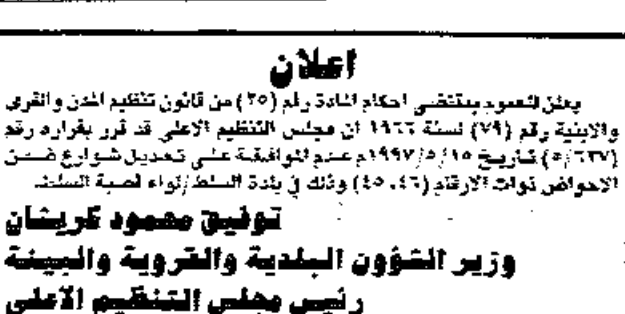 اعلان
يعلن للعموم بمقتضى احكام المادة رقم (٢٥) من قانون تنظيم المدن والقرى
والابنية رقم (٧٩) لسنة ١٩٦٦ ان مجلس التنظيم الاعلى قد قرر بقراره رقم
(٥/٦٣٧) تاريخ ١٩٩٧/٥/١٥م عدم الموافقة على تعديل شوارع ضمن
الاحواض ذوات الارقام (٤٥،٤٦) وذلك في بلدة السلط/لواء قصبة السلط.
توفيق محمود كريشان
وزير الشؤون البلدية والقروية والبيئة
رئيس مجلس التنظيم الاعلى